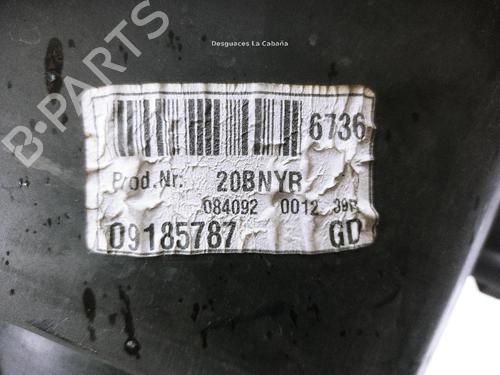 Desguaces La Cabaña
B-PARTS
6736
Prod.Nr: 20BNYR
084092 0012
09185787 GD